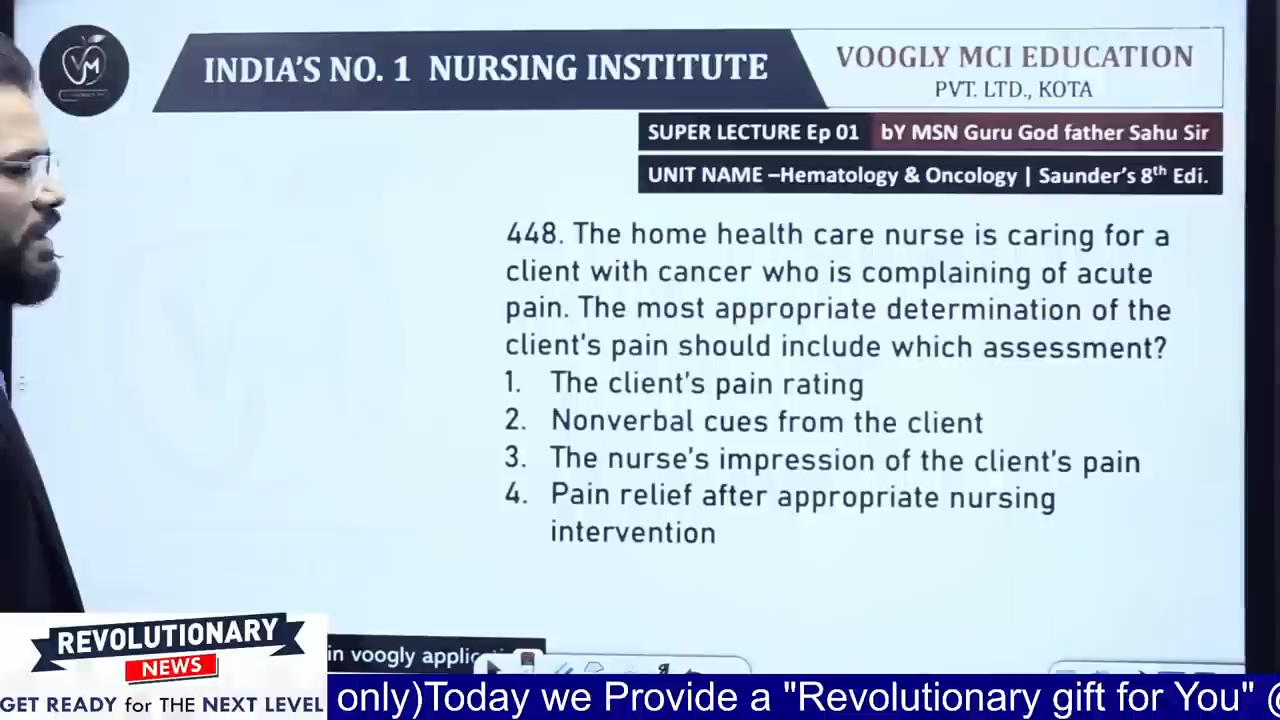 VM
INDIA'S NO. 1 NURSING INSTITUTE
VOOGLY MCI EDUCATION
PVT. LTD., KOTA
SUPER LECTURE Ep 01 bY MSN Guru God father Sahu Sir
UNIT NAME –Hematology & Oncology | Saunder's 8th Edi.
448. The home health care nurse is caring for a
client with cancer who is complaining of acute
pain. The most appropriate determination of the
client's pain should include which assessment?
1. The client's pain rating
2. Nonverbal cues from the client
3. The nurse's impression of the client's pain
4. Pain relief after appropriate nursing
intervention
in voogly
REVOLUTIONARY
NEWS
GET READY for THE NEXT LEVEL
only)Today we Provide a "Revolutionary gift for You" @